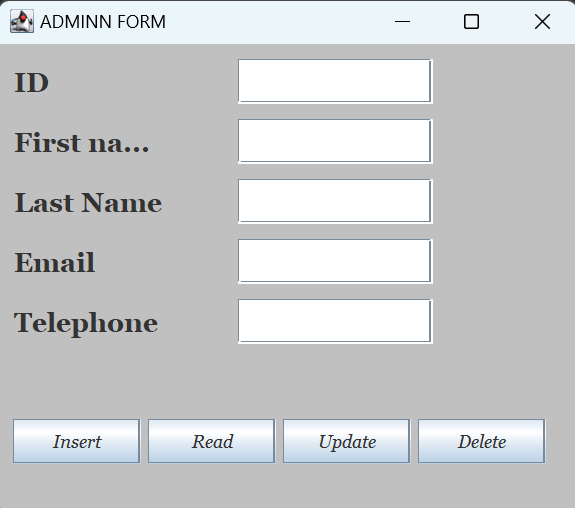 ADMINN FORM
ID
First na...
Last Name
Email
Telephone
Insert Read Update Delete